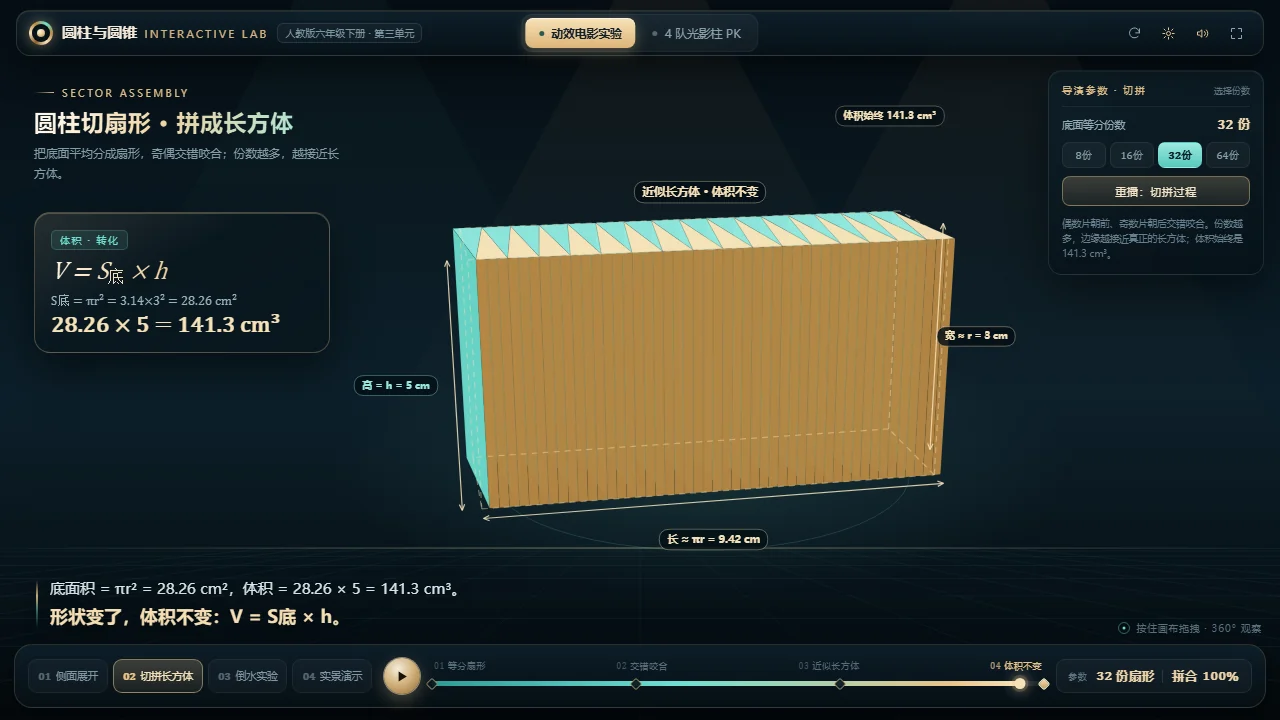 圆柱与圆锥 INTERACTIVE LAB 人教版六年级下册 · 第三单元
动效电影实验
4 队光影柱 PK
SECTOR ASSEMBLY
圆柱切扇形 · 拼成长方体
把底面平均分成扇形，奇偶交错咬合；份数越多，越接近长
方体。
体积 · 转化
V = S底 × h
S底 = πr² = 3.14×3² = 28.26 cm²
28.26 × 5 = 141.3 cm³
体积始终 141.3 cm³
近似长方体 · 体积不变
高 = h = 5 cm
宽 ≈ r = 3 cm
长 ≈ πr = 9.42 cm
导演参数 · 切拼 选择份数
底面等分份数 32 份
8份 16份 32份 64份
重播：切拼过程
偶数片朝前、奇数片朝后交错咬合。份数越
多，边缘越接近真正的长方体；体积始终是
141.3 cm³。
底面积 = πr² = 28.26 cm²，体积 = 28.26 × 5 = 141.3 cm³。
形状变了，体积不变：V = S底 × h。
按住画布拖拽 · 360° 观察
01 侧面展开
02 切拼长方体
03 倒水实验
04 实景演示
01 等分扇形
02 交错咬合
03 近似长方体
04 体积不变
参数 32 份扇形 拼合 100%